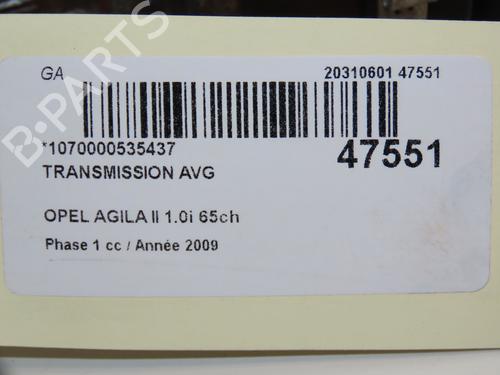 GA
20310601 47551
*1070000535437
47551
TRANSMISSION AVG
OPEL AGILA II 1.0i 65ch
Phase 1 cc / Année 2009
B-PARTS